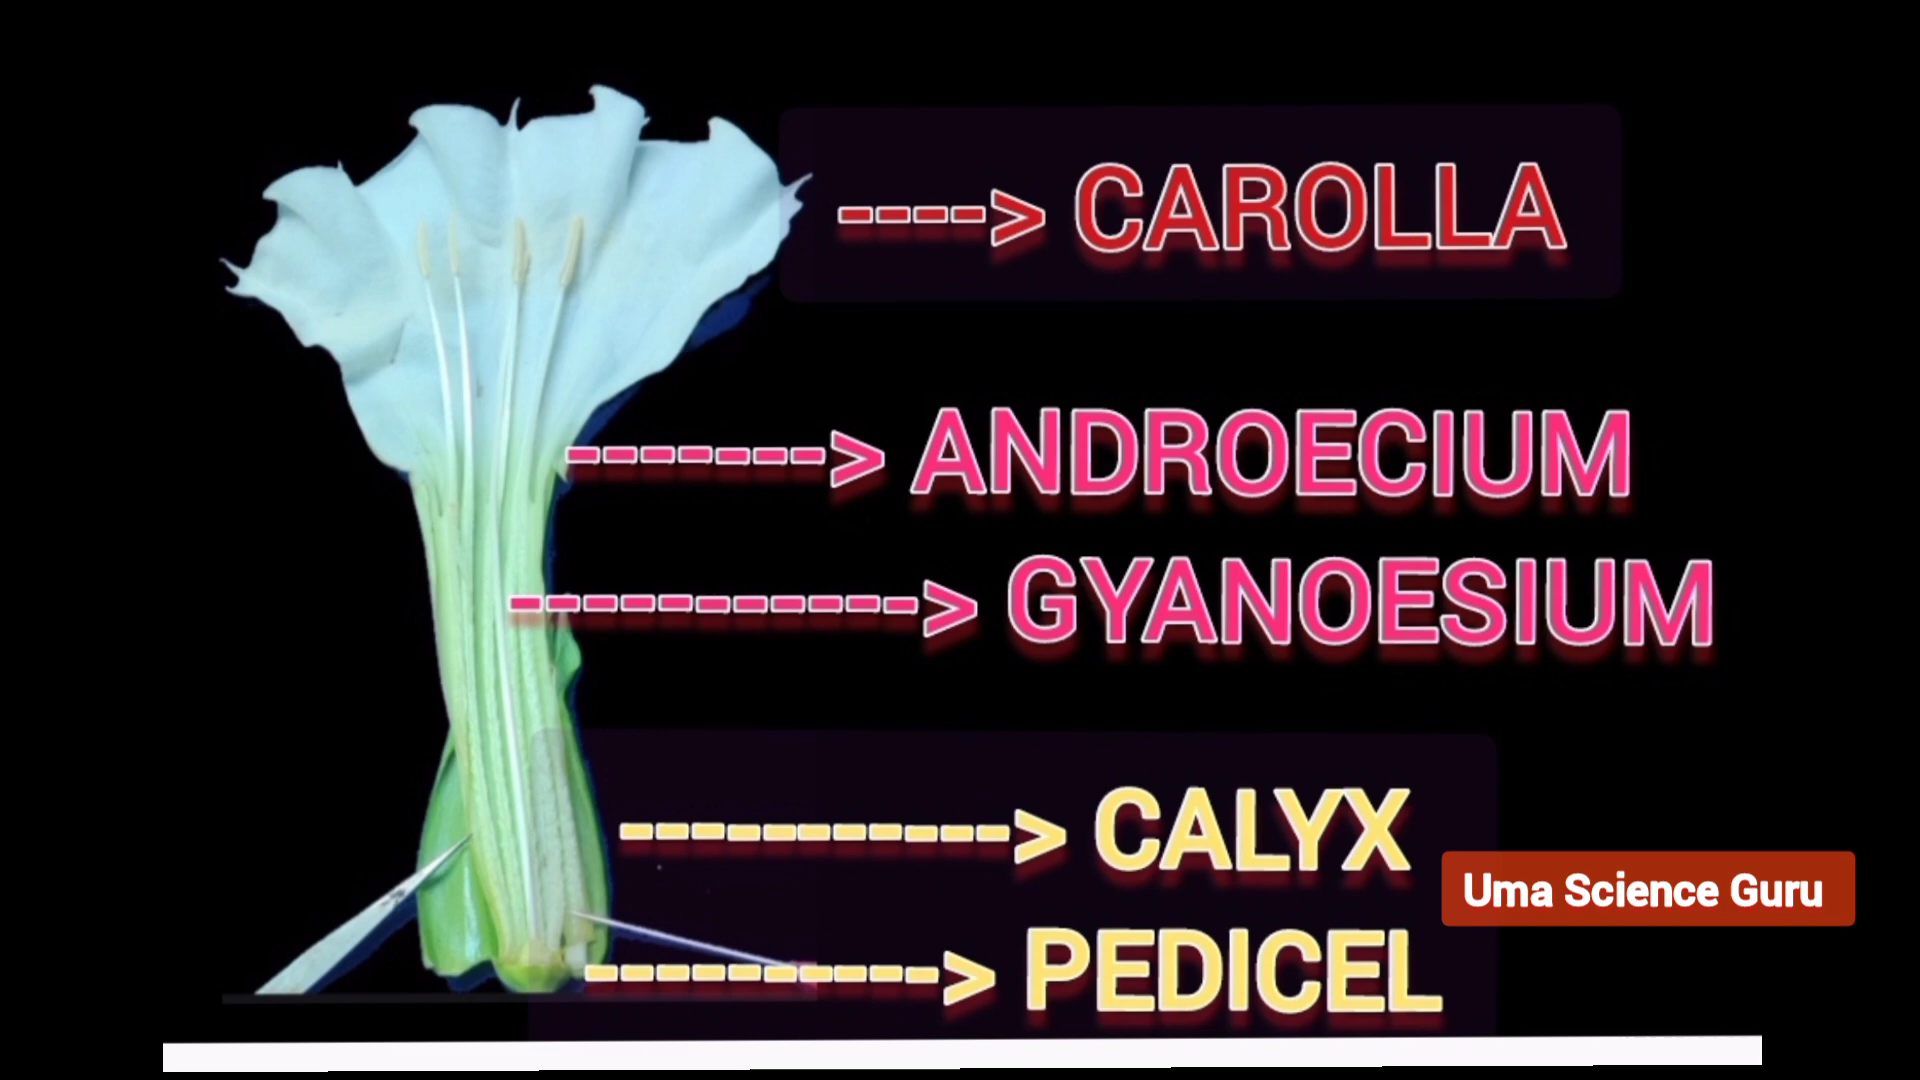 ----> CAROLLA
-------> ANDROECIUM
-----------> GYANOESIUM
-----------> CALYX
Uma Science Guru
----------> PEDICEL